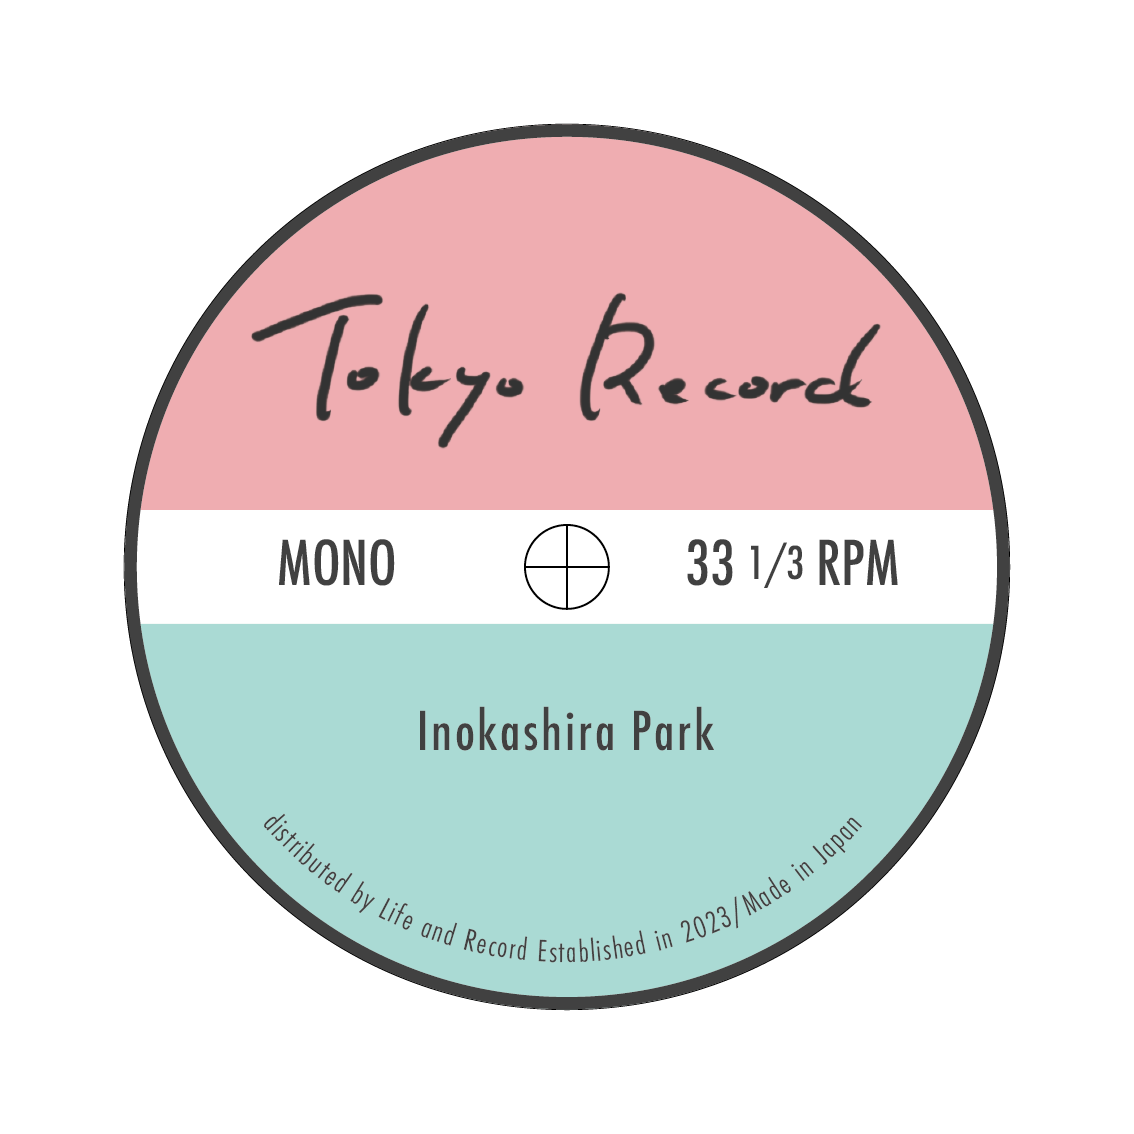 Tokyo Record
MONO 33 1/3 RPM
Inokashira Park
distributed by Life and Record Established in 2023/Made in Japan